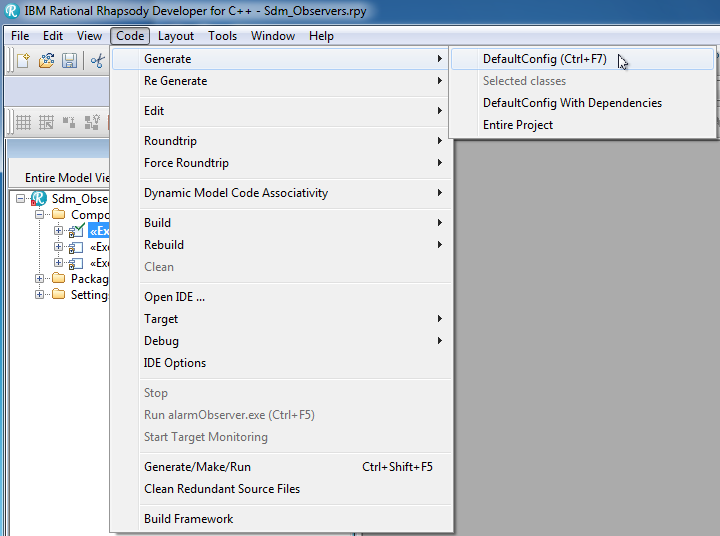 IBM Rational Rhapsody Developer for C++ - Sdm_Observers.rpy
File Edit View Code Layout Tools Window Help
Generate
DefaultConfig (Ctrl+F7)
Re Generate
Selected classes
DefaultConfig With Dependencies
Edit
Entire Project
Roundtrip
Force Roundtrip
Entire Model Vie
Dynamic Model Code Associativity
Sdm_Obse
Compo
Build
«Ex
Rebuild
«Exe
Clean
«Exe
Packag
Settings
Open IDE ...
Target
Debug
IDE Options
Stop
Run alarmObserver.exe (Ctrl+F5)
Start Target Monitoring
Generate/Make/Run Ctrl+Shift+F5
Clean Redundant Source Files
Build Framework